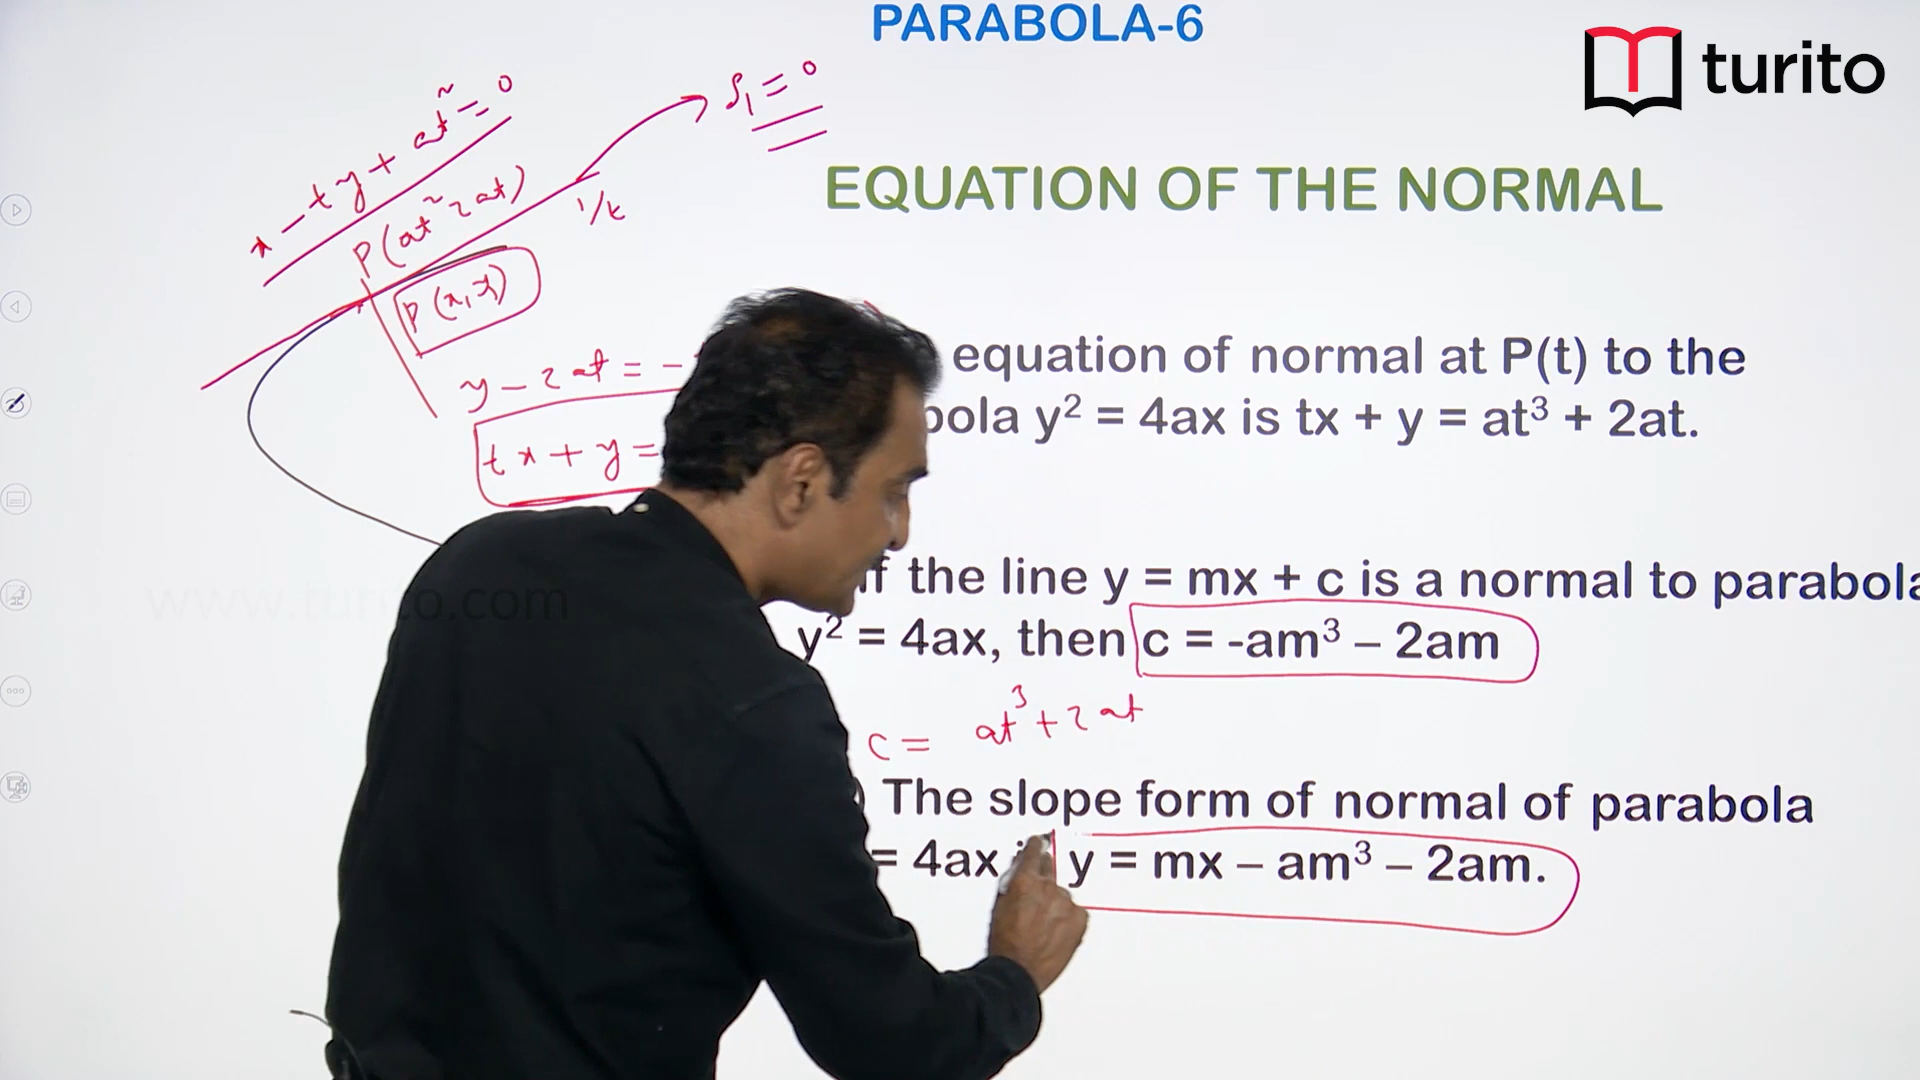 PARABOLA-6
turito
x - ty + at² = 0
S₁ = 0
P(at² 2at)
1/t
EQUATION OF THE NORMAL
P(x₁
y - 2at = -
equation of normal at P(t) to the
bola y² = 4ax is tx + y = at³ + 2at.
tx + y =
If the line y = mx + c is a normal to parabola
www.turito.com
y² = 4ax, then c = -am³ – 2am
c = at³ + 2at
) The slope form of normal of parabola
= 4ax y = mx – am³ – 2am.